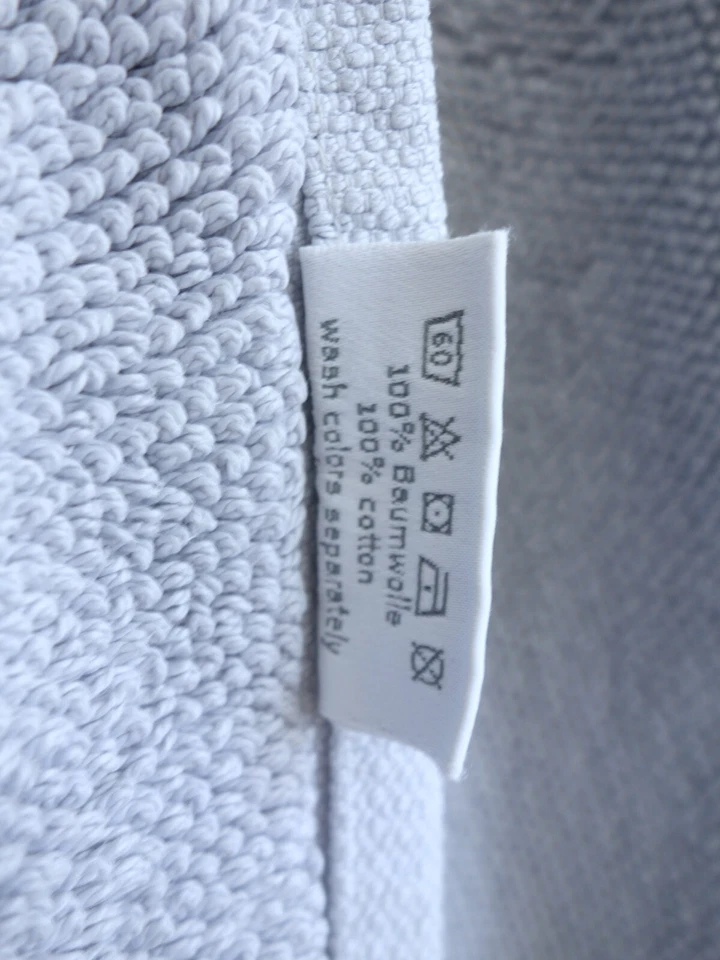 60
100% Baumwolle
100% cotton
wash colors separately